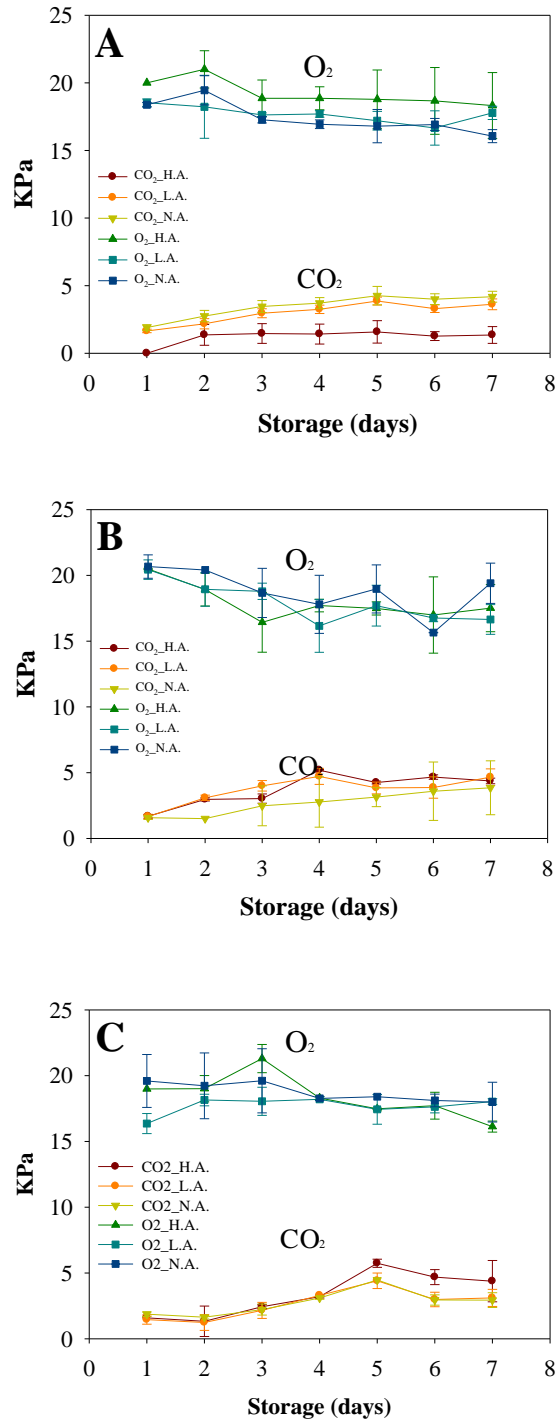 A
O₂
25
20
15
10
5
0
KPa
CO₂_H.A.
CO₂_L.A.
CO₂_N.A.
O₂_H.A.
O₂_L.A.
O₂_N.A.
CO₂
0 1 2 3 4 5 6 7 8
Storage (days)
B
O₂
25
20
15
10
5
0
KPa
CO₂_H.A.
CO₂_L.A.
CO₂_N.A.
O₂_H.A.
O₂_L.A.
O₂_N.A.
CO₂
0 1 2 3 4 5 6 7 8
Storage (days)
C
O₂
25
20
15
10
5
0
KPa
CO2_H.A.
CO2_L.A.
CO2_N.A.
O2_H.A.
O2_L.A.
O2_N.A.
CO₂
0 1 2 3 4 5 6 7 8
Storage (days)